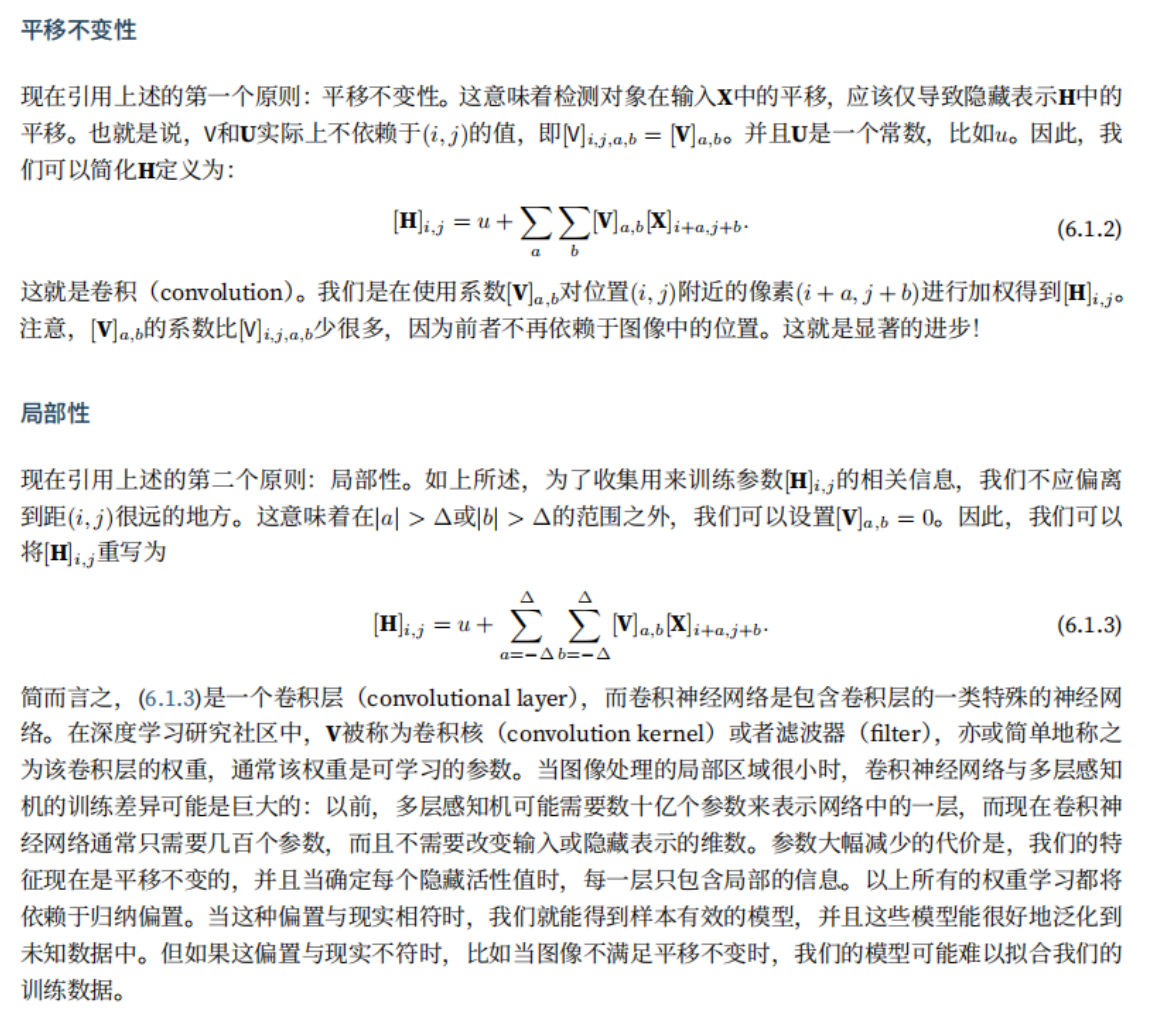 平移不变性
现在引用上述的第一个原则：平移不变性。这意味着检测对象在输入X中的平移，应该仅导致隐藏表示H中的
平移。也就是说，V和U实际上不依赖于(i, j)的值，即[V]i,j,a,b = [V]a,b。并且U是一个常数，比如u。因此，我
们可以简化H定义为：
[H]i,j = u + ∑a ∑b [V]a,b[X]i+a,j+b. (6.1.2)
这就是卷积（convolution）。我们是在使用系数[V]a,b对位置(i, j)附近的像素(i + a, j + b)进行加权得到[H]i,j。
注意，[V]a,b的系数比[V]i,j,a,b少很多，因为前者不再依赖于图像中的位置。这就是显著的进步！
局部性
现在引用上述的第二个原则：局部性。如上所述，为了收集用来训练参数[H]i,j的相关信息，我们不应偏离
到距(i, j)很远的地方。这意味着在|a| > Δ或|b| > Δ的范围之外，我们可以设置[V]a,b = 0。因此，我们可以
将[H]i,j重写为
[H]i,j = u + ∑a=−Δ^Δ ∑b=−Δ^Δ [V]a,b[X]i+a,j+b. (6.1.3)
简而言之，(6.1.3)是一个卷积层（convolutional layer），而卷积神经网络是包含卷积层的一类特殊的神经网
络。在深度学习研究社区中，V被称为卷积核（convolution kernel）或者滤波器（filter），亦或简单地称之
为该卷积层的权重，通常该权重是可学习的参数。当图像处理的局部区域很小时，卷积神经网络与多层感知
机的训练差异可能是巨大的：以前，多层感知机可能需要数十亿个参数来表示网络中的一层，而现在卷积神
经网络通常只需要几百个参数，而且不需要改变输入或隐藏表示的维数。参数大幅减少的代价是，我们的特
征现在是平移不变的，并且当确定每个隐藏活性值时，每一层只包含局部的信息。以上所有的权重学习都将
依赖于归纳偏置。当这种偏置与现实相符时，我们就能得到样本有效的模型，并且这些模型能很好地泛化到
未知数据中。但如果这偏置与现实不符时，比如当图像不满足平移不变时，我们的模型可能难以拟合我们的
训练数据。